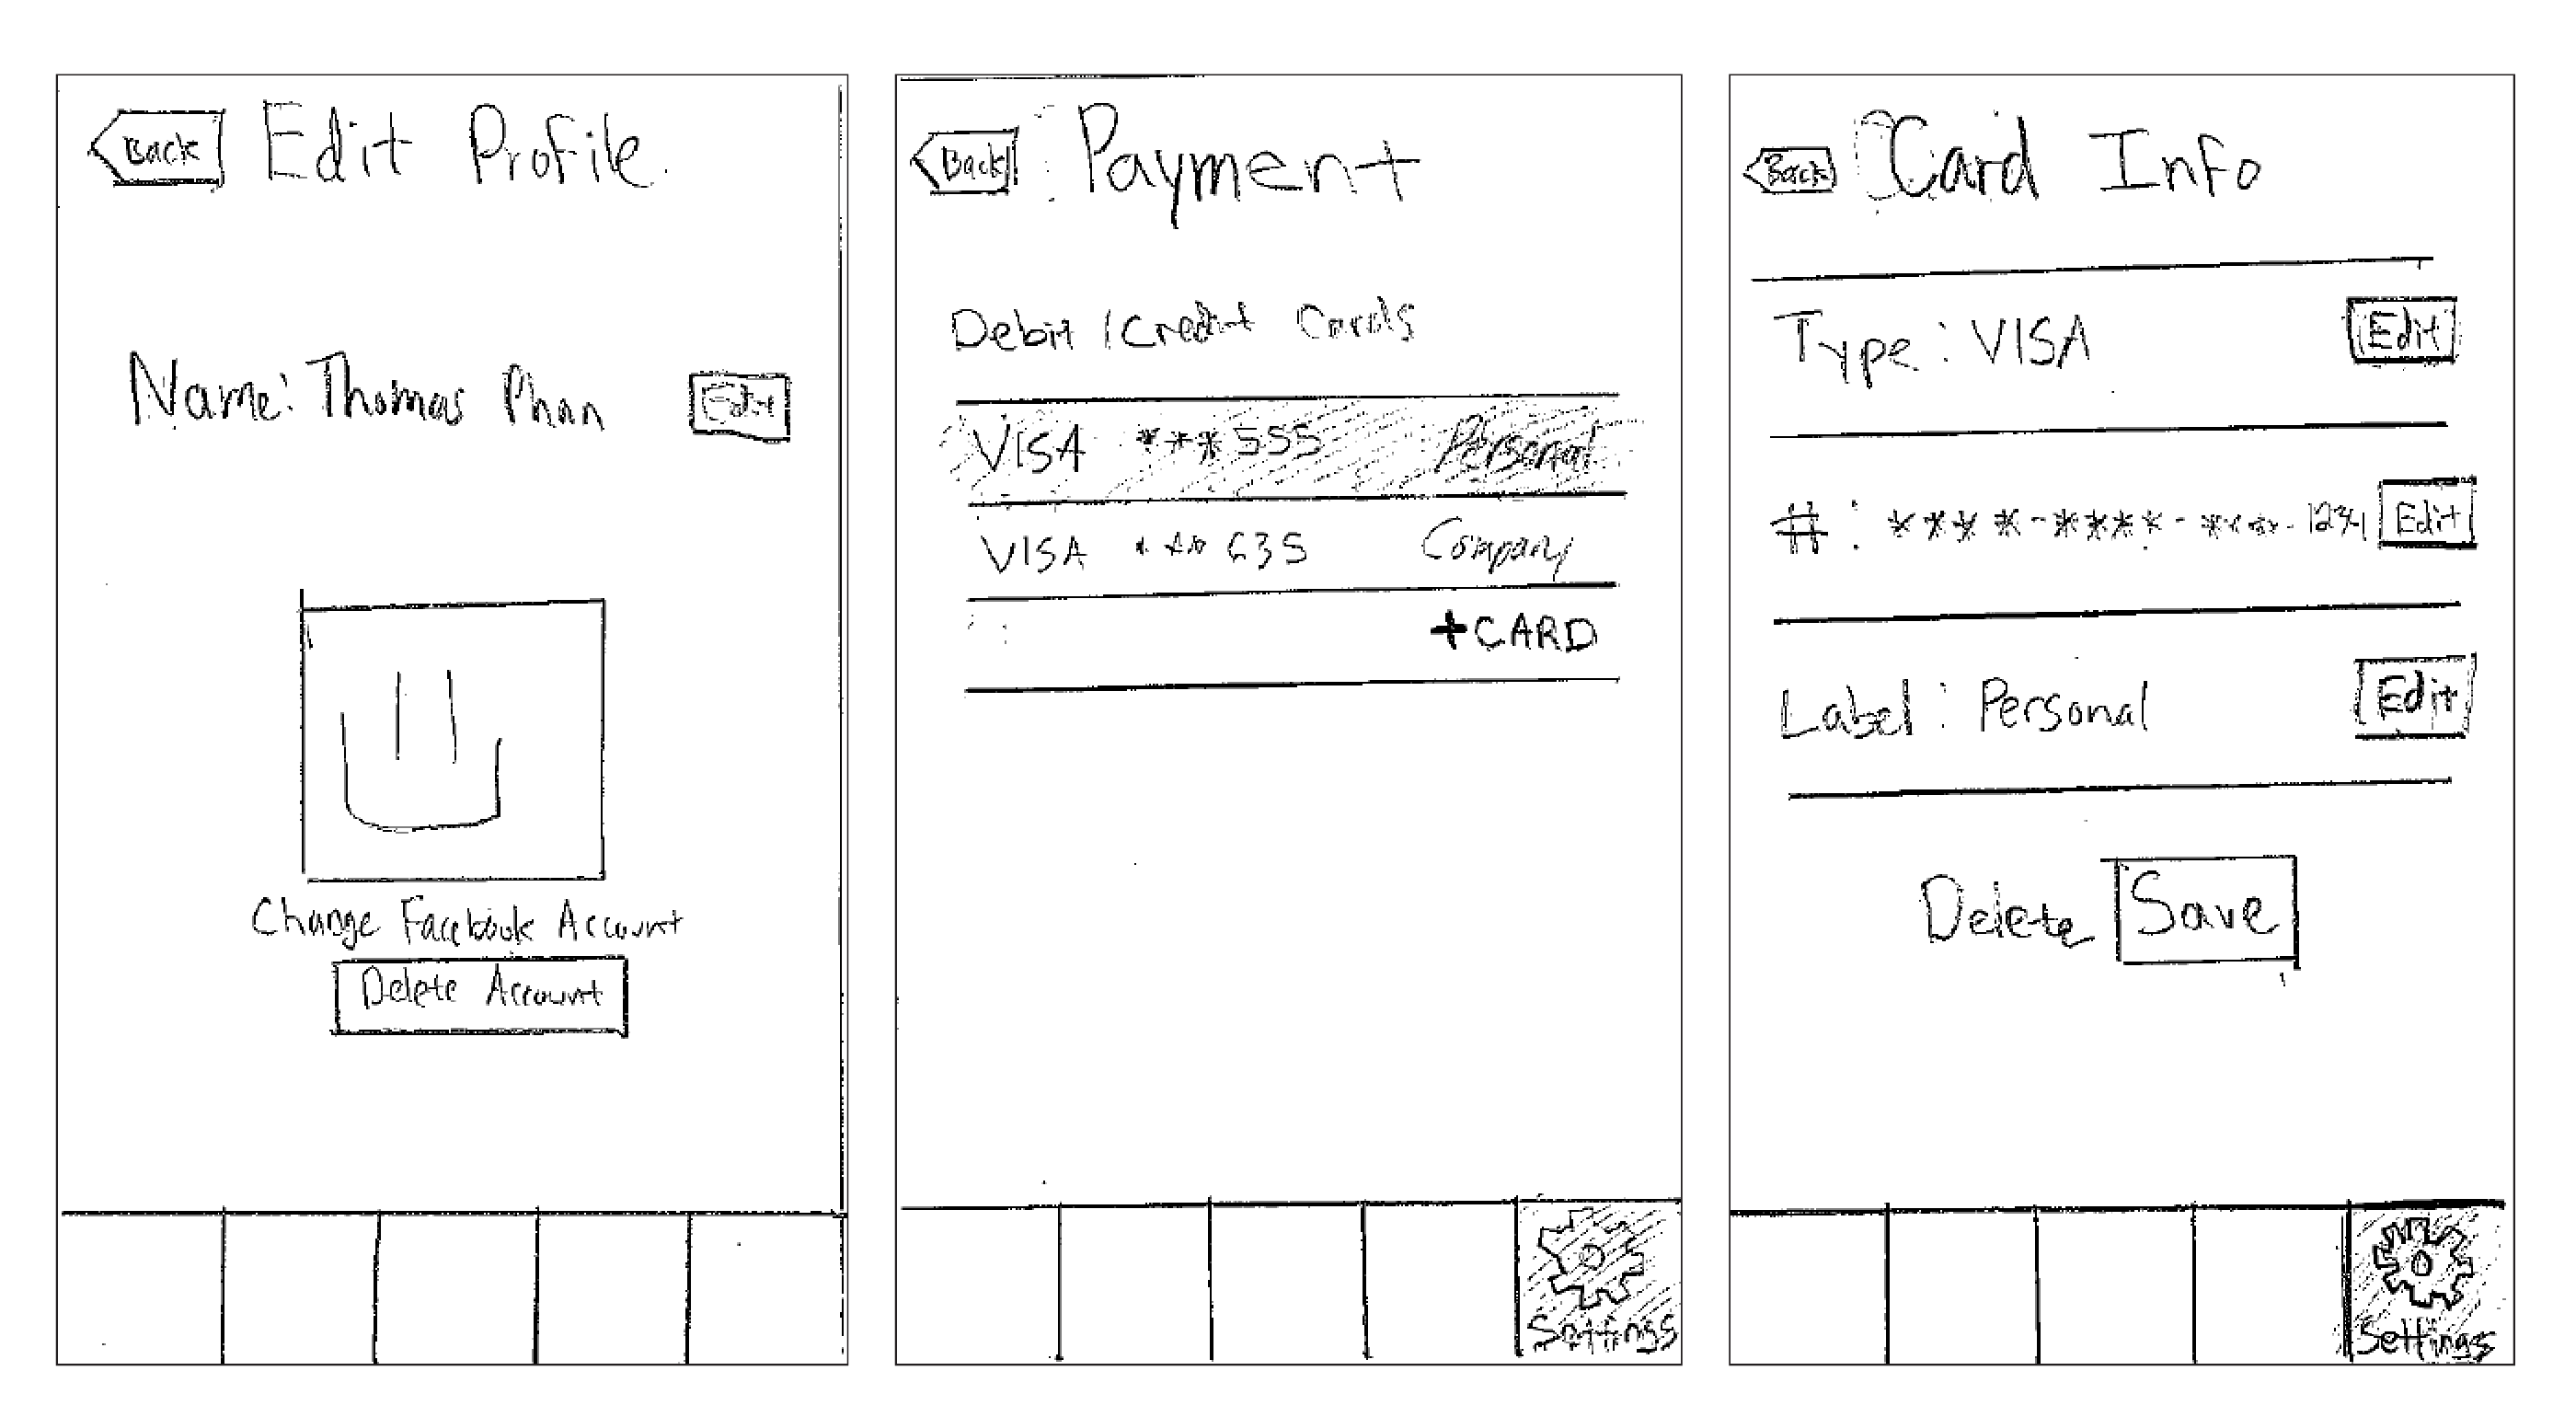 Back Edit Profile
Name: Thomas Phan Edit
Change Facebook Account
Delete Account
Back Payment
Debit / Credit Cards
VISA ***555 Personal
VISA ***635 Company
+CARD
Settings
Back Card Info
Type: VISA Edit
#: ****-****-****-1234 Edit
Label: Personal Edit
Delete Save
Settings